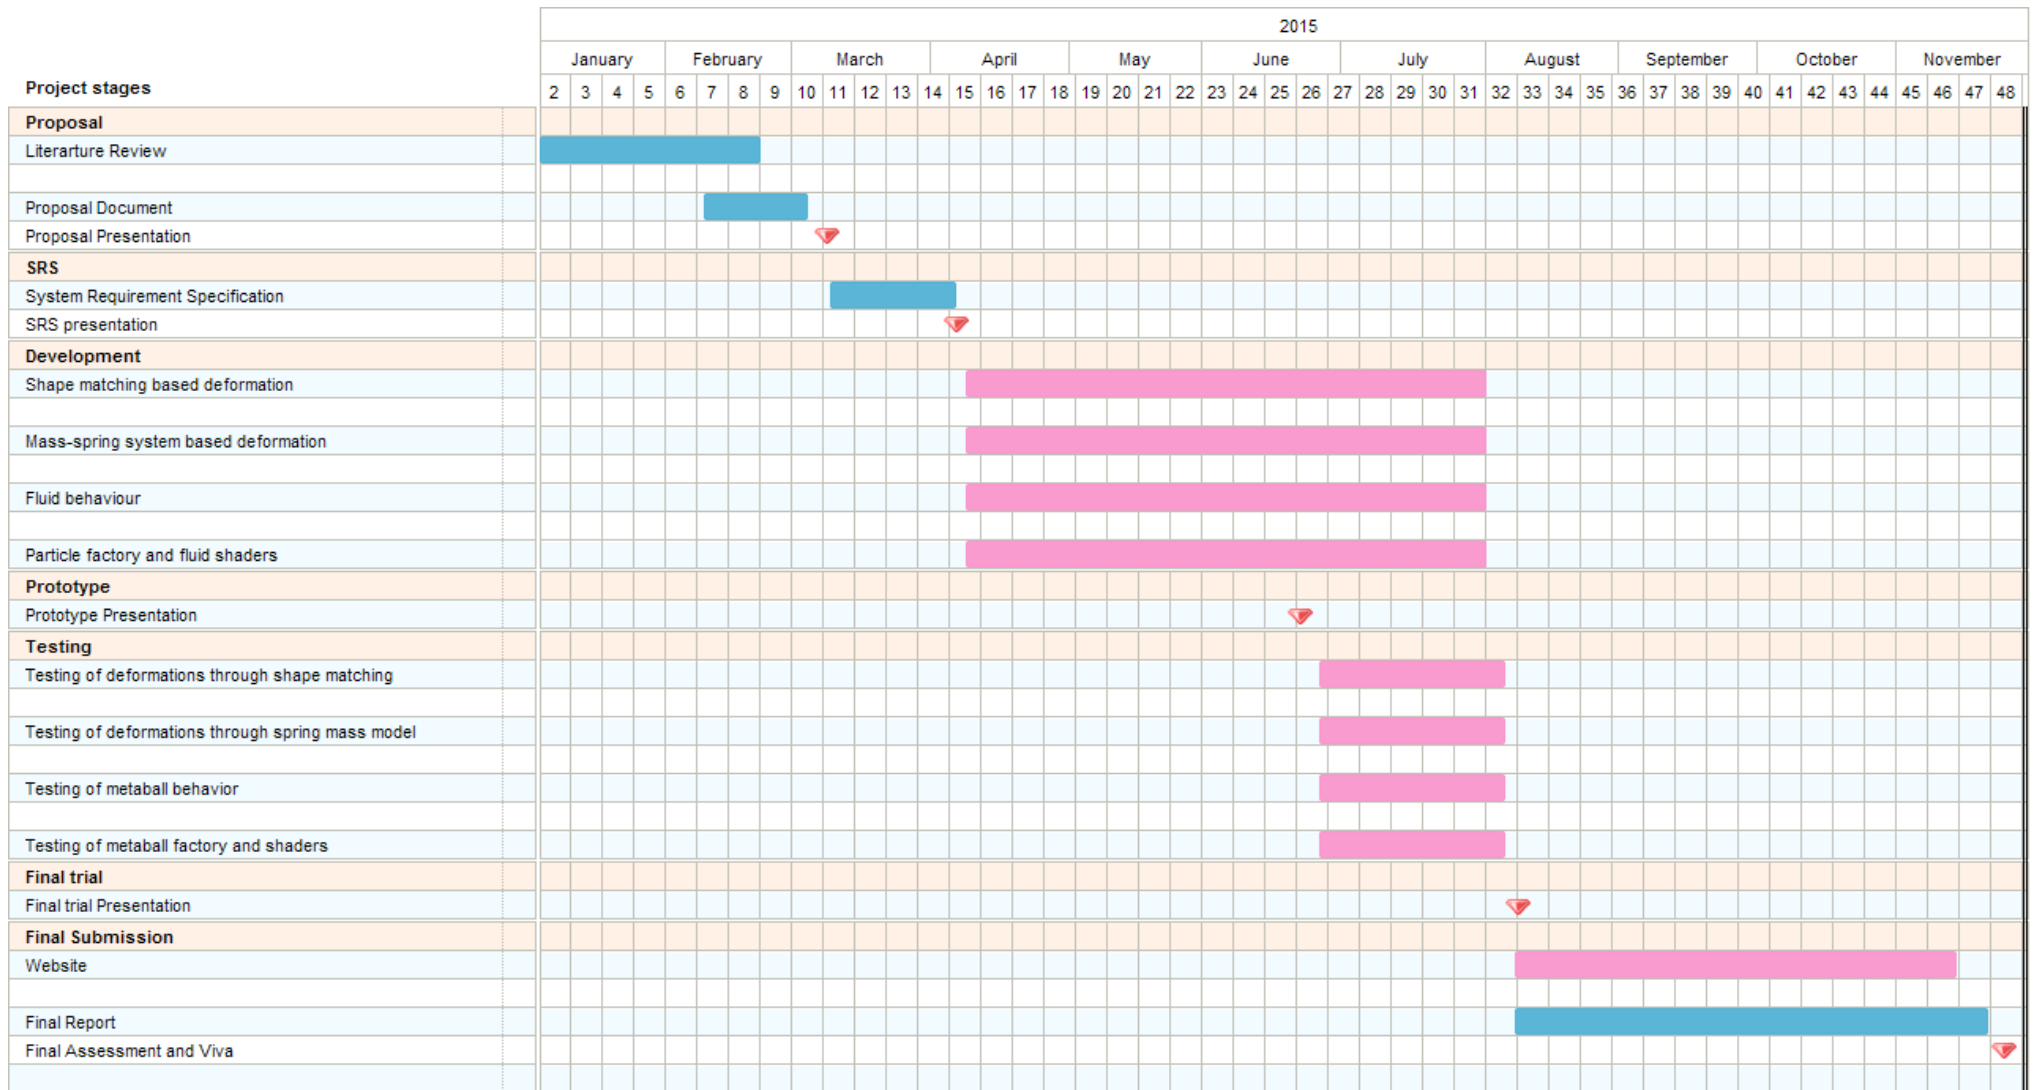 2015
January February March April May June July August September October November
Project stages
2 3 4 5 6 7 8 9 10 11 12 13 14 15 16 17 18 19 20 21 22 23 24 25 26 27 28 29 30 31 32 33 34 35 36 37 38 39 40 41 42 43 44 45 46 47 48
Proposal
Literarture Review
Proposal Document
Proposal Presentation
SRS
System Requirement Specification
SRS presentation
Development
Shape matching based deformation
Mass-spring system based deformation
Fluid behaviour
Particle factory and fluid shaders
Prototype
Prototype Presentation
Testing
Testing of deformations through shape matching
Testing of deformations through spring mass model
Testing of metaball behavior
Testing of metaball factory and shaders
Final trial
Final trial Presentation
Final Submission
Website
Final Report
Final Assessment and Viva